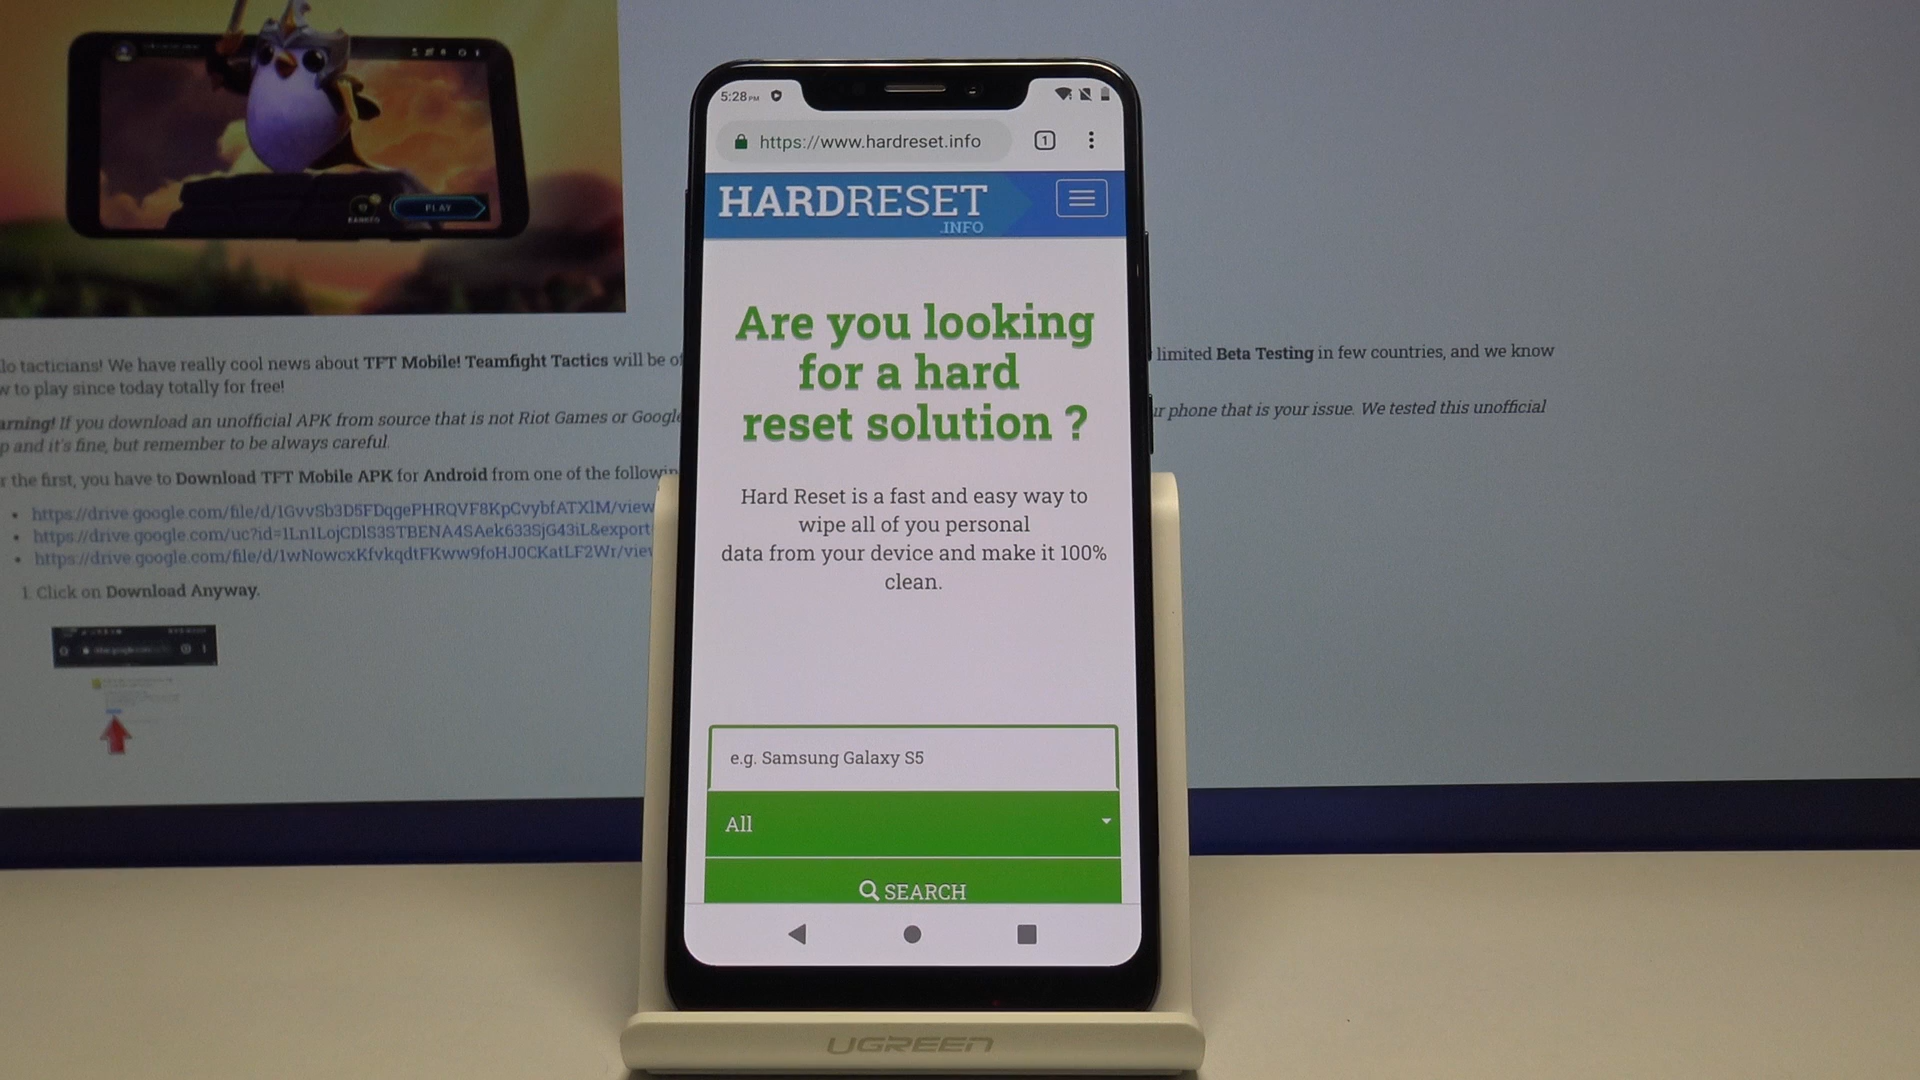 PLAY
lo tacticians! We have really cool news about TFT Mobile! Teamfight Tactics will be of
limited Beta Testing in few countries, and we know
w to play since today totally for free!
arning! If you download an unofficial APK from source that is not Riot Games or Google
ur phone that is your issue. We tested this unofficial
p and it's fine, but remember to be always careful.
r the first, you have to Download TFT Mobile APK for Android from one of the followin
https://drive.google.com/file/d/1GvvSb3D5FDqgePHRQVF8KpCvybfATXlM/view
https://drive.google.com/uc?id=1Ln1LojCDlS3STBENA4SAek633SjG43iL&export
https://drive.google.com/file/d/1wNowcxKfvkqdtFKww9foHJ0CKatLF2Wr/view
1. Click on Download Anyway.
5:28 PM
https://www.hardreset.info
1
HARDRESET
.INFO
Are you looking
for a hard
reset solution ?
Hard Reset is a fast and easy way to
wipe all of you personal
data from your device and make it 100%
clean.
e.g. Samsung Galaxy S5
All
SEARCH
UGREEN